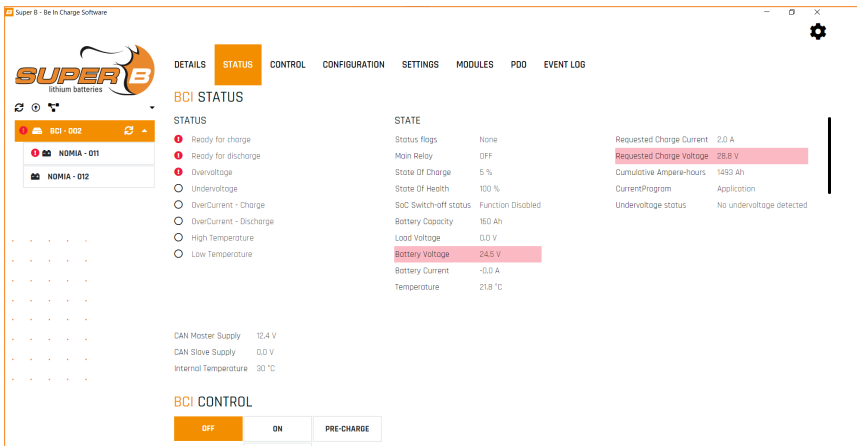 Super B - Be In Charge Software
SUPER B
lithium batteries
DETAILS STATUS CONTROL CONFIGURATION SETTINGS MODULES PDO EVENT LOG
BCI - 002
NOMIA - 011
NOMIA - 012
BCI STATUS
STATUS
Ready for charge
Ready for discharge
Overvoltage
Undervoltage
OverCurrent - Charge
OverCurrent - Discharge
High Temperature
Low Temperature
STATE
Status flags None
Main Relay OFF
State Of Charge 5 %
State Of Health 100 %
SoC Switch-off status Function Disabled
Battery Capacity 160 Ah
Load Voltage 0.0 V
Battery Voltage 24.5 V
Battery Current -0.0 A
Temperature 21.8 °C
Requested Charge Current 2.0 A
Requested Charge Voltage 28.8 V
Cumulative Ampere-hours 1493 Ah
CurrentProgram Application
Undervoltage status No undervoltage detected
CAN Master Supply 12.4 V
CAN Slave Supply 0.0 V
Internal Temperature 30 °C
BCI CONTROL
OFF ON PRE-CHARGE